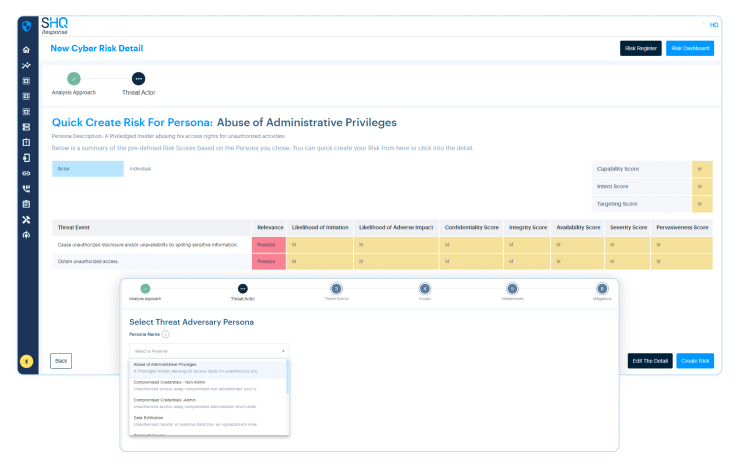 SHQ
Response
HQ
New Cyber Risk Detail
Risk Register
Risk Dashboard
Analysis Approach
Threat Actor
Quick Create Risk For Persona: Abuse of Administrative Privileges
Persona Description: A Privledged insider abusing his access rights for unauthorized activities.
Below is a summary of the pre-defined Risk Scores based on the Persona you chose. You can quick-create your Risk from here or click into the detail.
Actor
Individual
Capability Score M
Intent Score M
Targeting Score M
Threat Event Relevance Likelihood of Initiation Likelihood of Adverse Impact Confidentiality Score Integrity Score Availability Score Severity Score Pervasiveness Score
Cause unauthorized disclosure and/or unavailability by spilling sensitive information. Possible M M M M M M M
Obtain unauthorized access. Possible M M M M M M M
3 4 5 6
Analysis Approach Threat Actor Threat Events Impact Weaknesses Mitigations
Select Threat Adversary Persona
Persona Name i
-Select a Persona-
Abuse of Administrative Privileges
A Privledged insider abusing his access rights for unauthorized acti...
Compromised Credentials - Non Admin
Unauthorized access using compromised non-administrator user cr...
Compromised Credentials -Admin
Unauthorized access using compromised administrator-level crede...
Data Exfiltration
Unauthorized transfer of sensitive data from an organization's netw...
Back
Edit The Detail
Create Risk